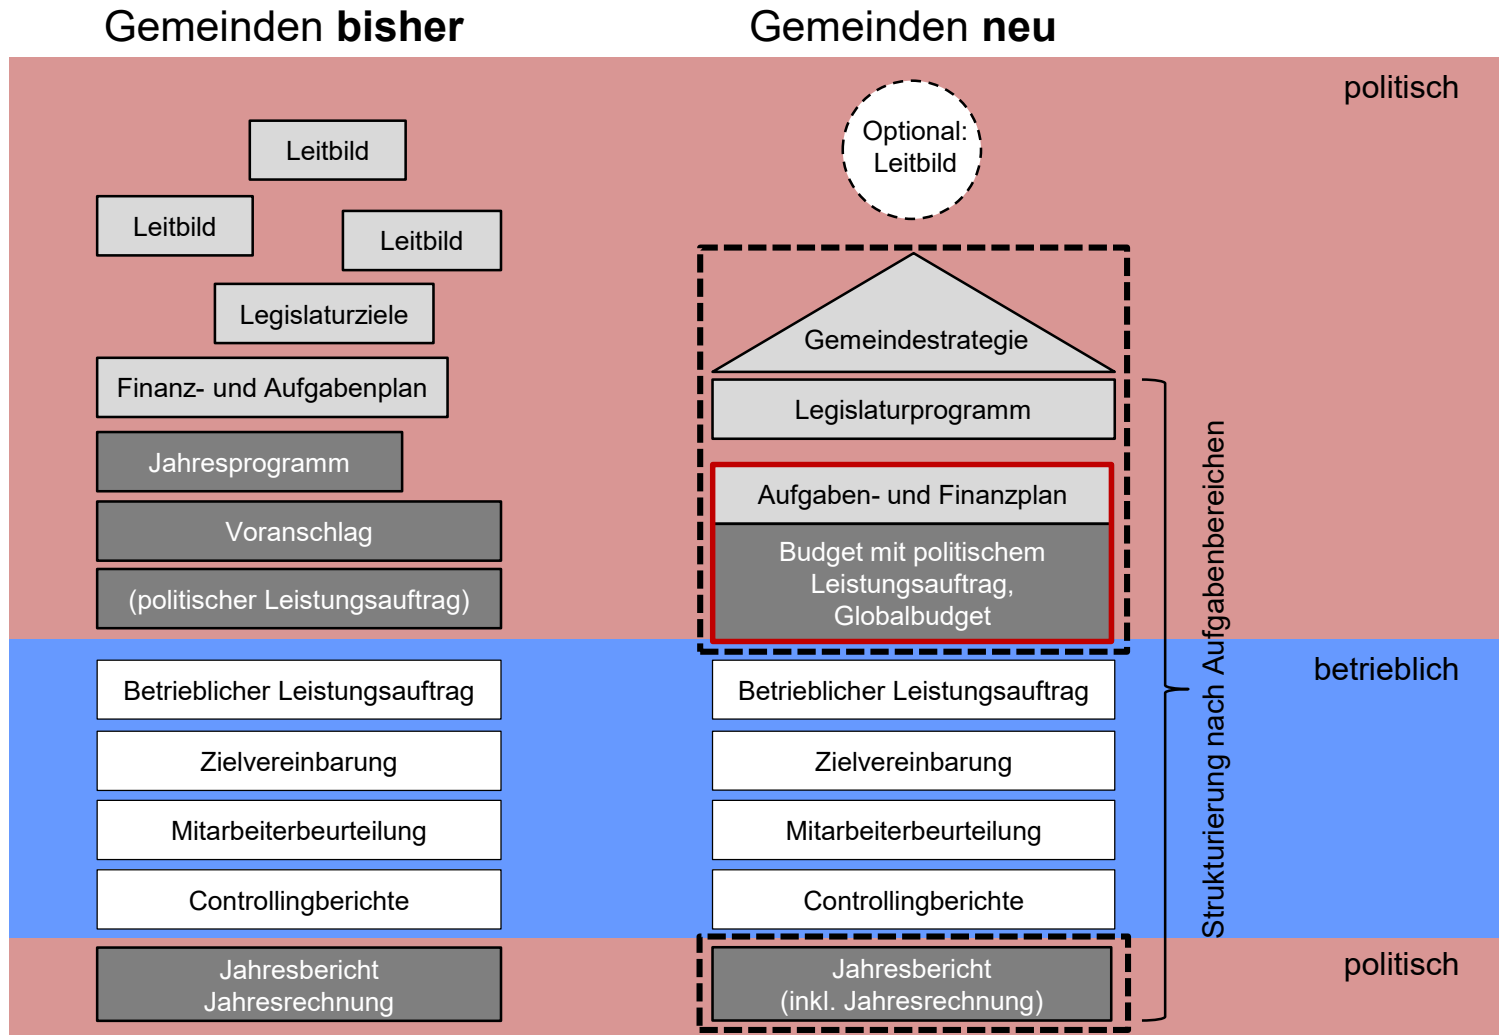 Gemeinden bisher
Gemeinden neu
politisch
Leitbild
Leitbild
Leitbild
Legislaturziele
Finanz- und Aufgabenplan
Jahresprogramm
Voranschlag
(politischer Leistungsauftrag)
Betrieblicher Leistungsauftrag
Zielvereinbarung
Mitarbeiterbeurteilung
Controllingberichte
Jahresbericht
Jahresrechnung
Optional:
Leitbild
Gemeindestrategie
Legislaturprogramm
Aufgaben- und Finanzplan
Budget mit politischem
Leistungsauftrag,
Globalbudget
Betrieblicher Leistungsauftrag
Zielvereinbarung
Mitarbeiterbeurteilung
Controllingberichte
Jahresbericht
(inkl. Jahresrechnung)
Strukturierung nach Aufgabenbereichen
betrieblich
politisch